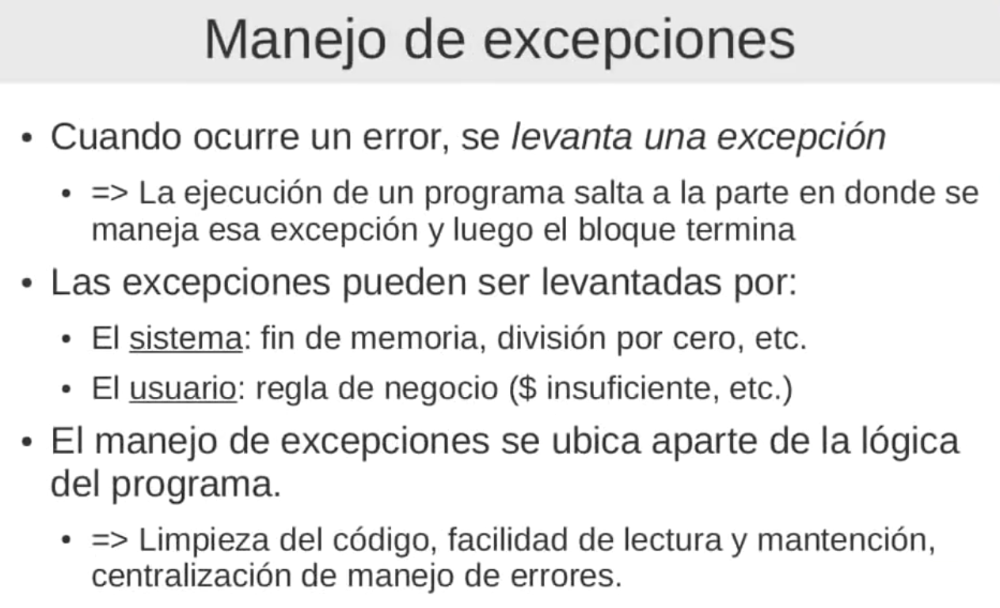 Manejo de excepciones
• Cuando ocurre un error, se levanta una excepción
• => La ejecución de un programa salta a la parte en donde se
maneja esa excepción y luego el bloque termina
• Las excepciones pueden ser levantadas por:
• El sistema: fin de memoria, división por cero, etc.
• El usuario: regla de negocio ($ insuficiente, etc.)
• El manejo de excepciones se ubica aparte de la lógica
del programa.
• => Limpieza del código, facilidad de lectura y mantención,
centralización de manejo de errores.